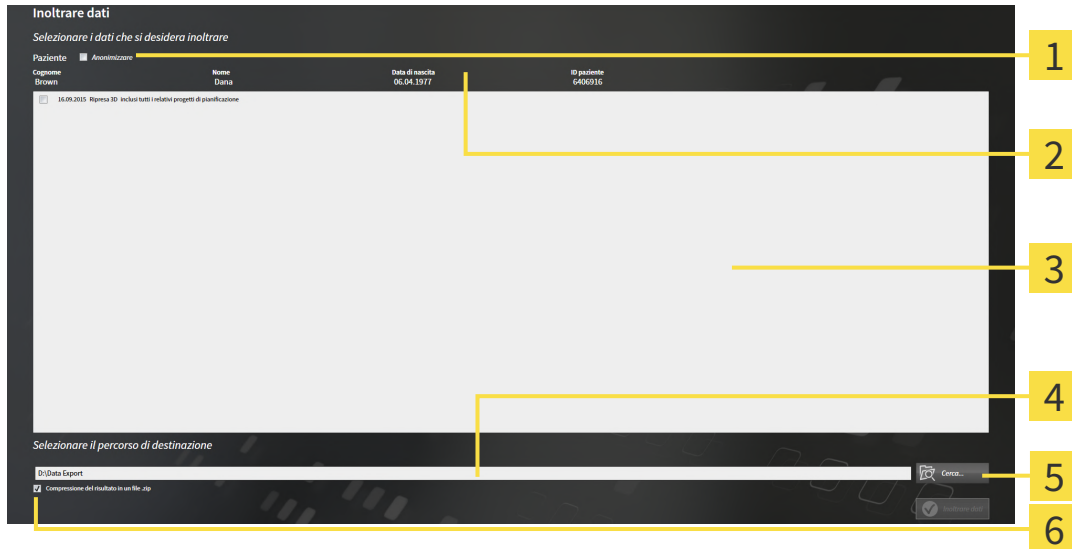 Inoltrare dati
Selezionare i dati che si desidera inoltrare
Paziente Anonimizzare
1
Cognome Nome Data di nascita ID paziente
Brown Dana 06.04.1977 6406916
16.09.2015 Ripresa 3D inclusi tutti i relativi progetti di pianificazione
2
3
4
Selezionare il percorso di destinazione
D:\Data Export Cerca...
5
Compressione del risultato in un file .zip
Inoltrare dati
6